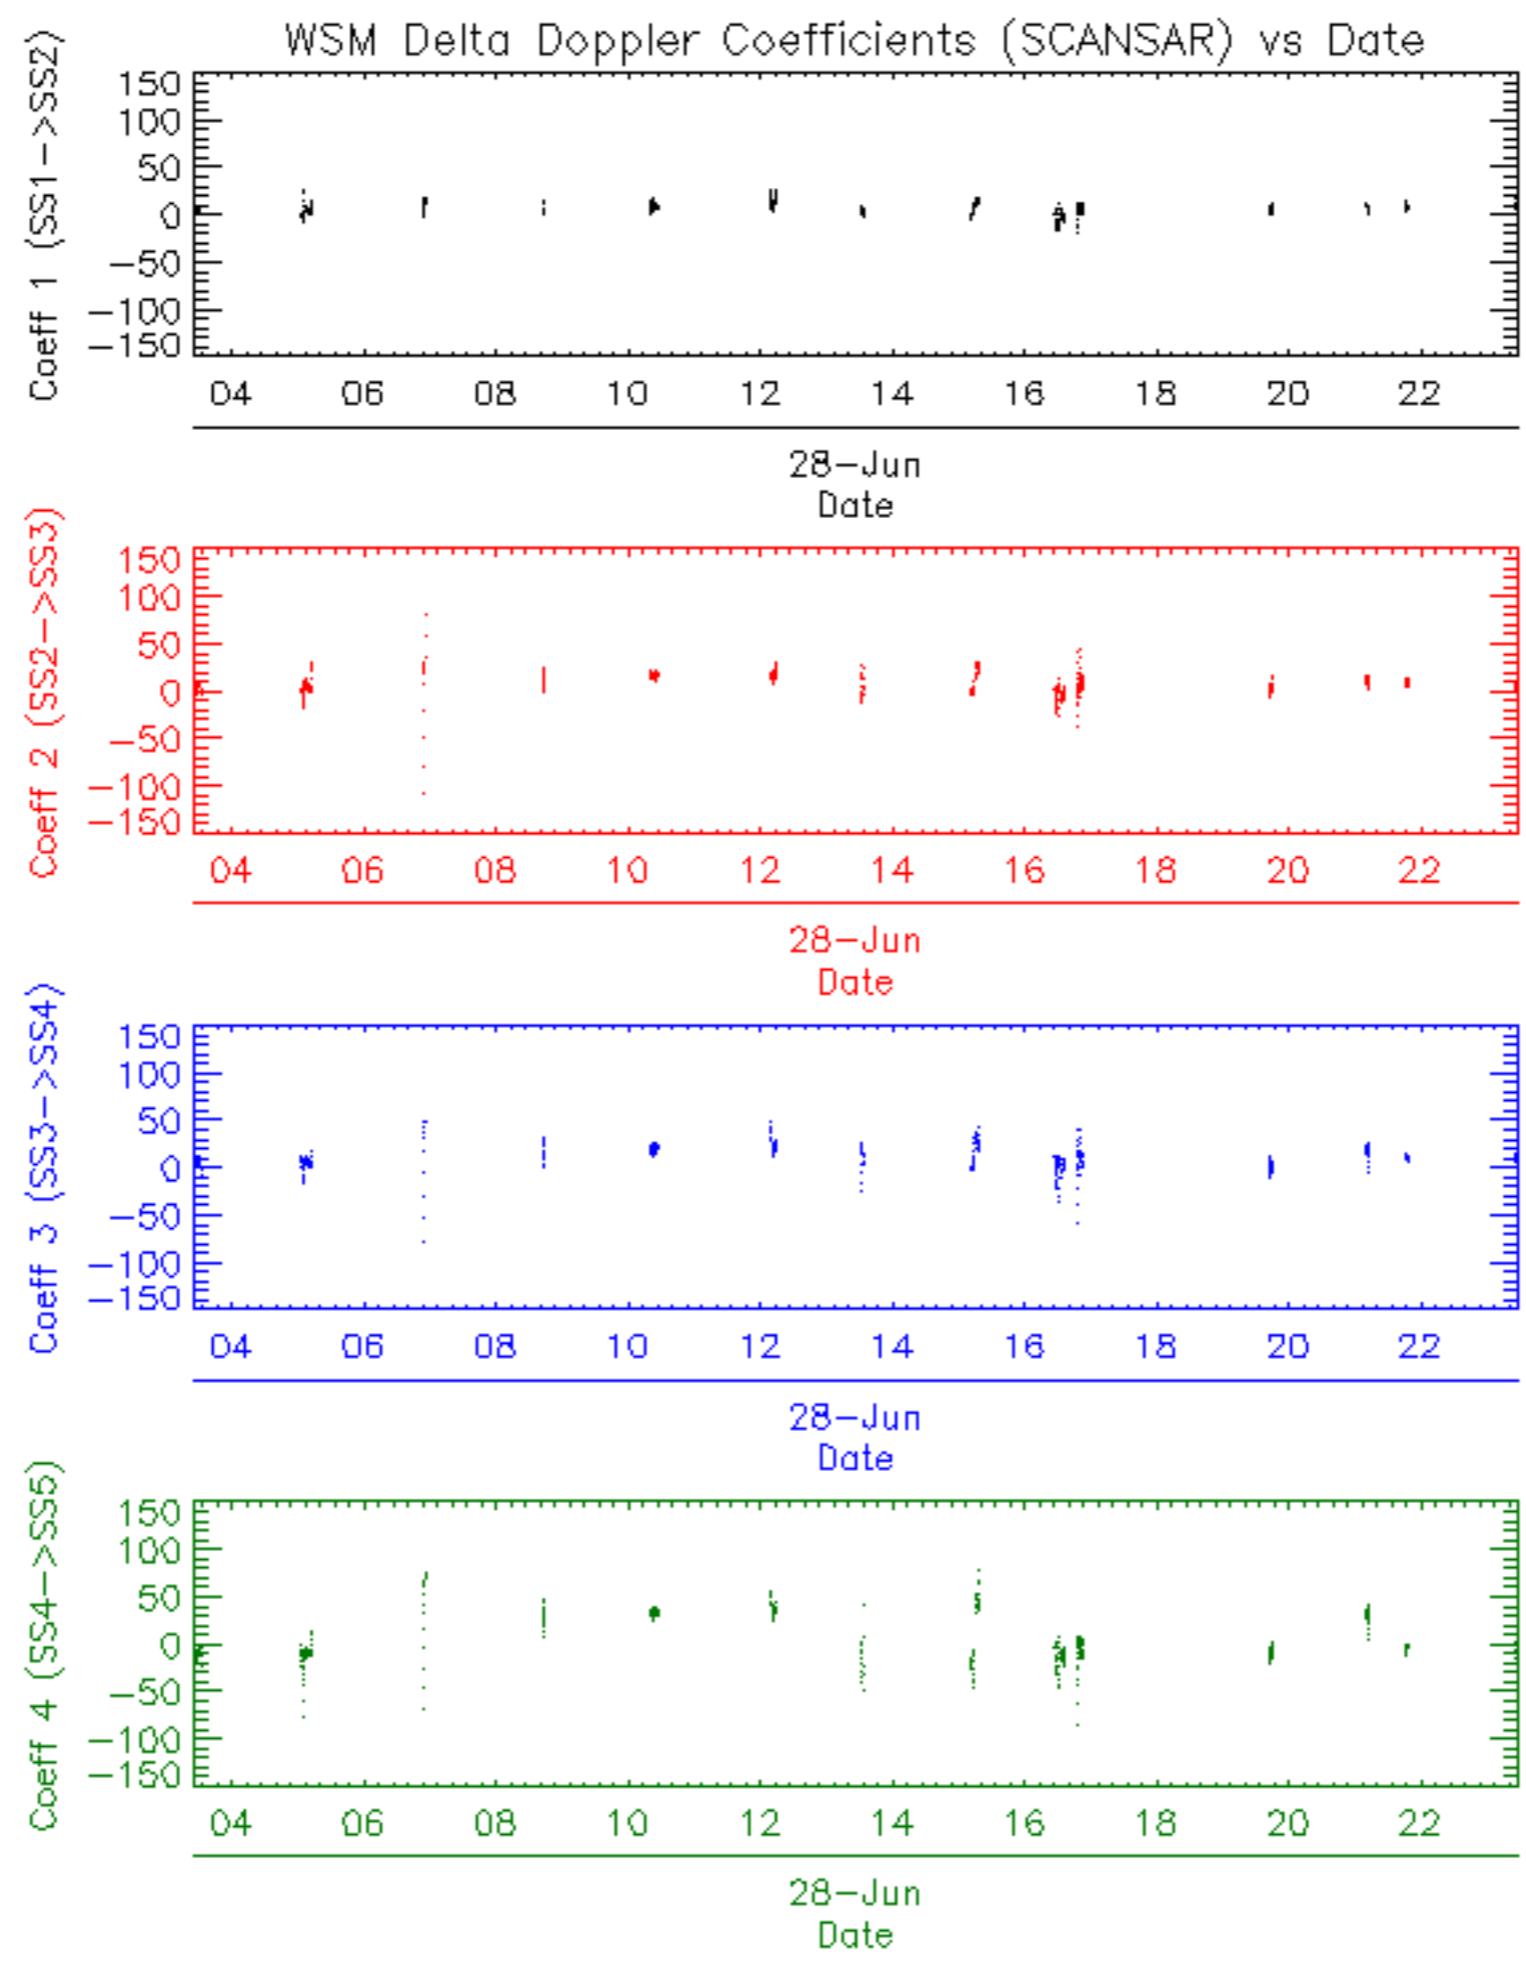 WSM Delta Doppler Coefficients (SCANSAR) vs Date
Coeff 1 (SS1->SS2)
150
100
50
0
-50
-100
-150
04 06 08 10 12 14 16 18 20 22
28-Jun
Date
Coeff 2 (SS2->SS3)
150
100
50
0
-50
-100
-150
04 06 08 10 12 14 16 18 20 22
28-Jun
Date
Coeff 3 (SS3->SS4)
150
100
50
0
-50
-100
-150
04 06 08 10 12 14 16 18 20 22
28-Jun
Date
Coeff 4 (SS4->SS5)
150
100
50
0
-50
-100
-150
04 06 08 10 12 14 16 18 20 22
28-Jun
Date